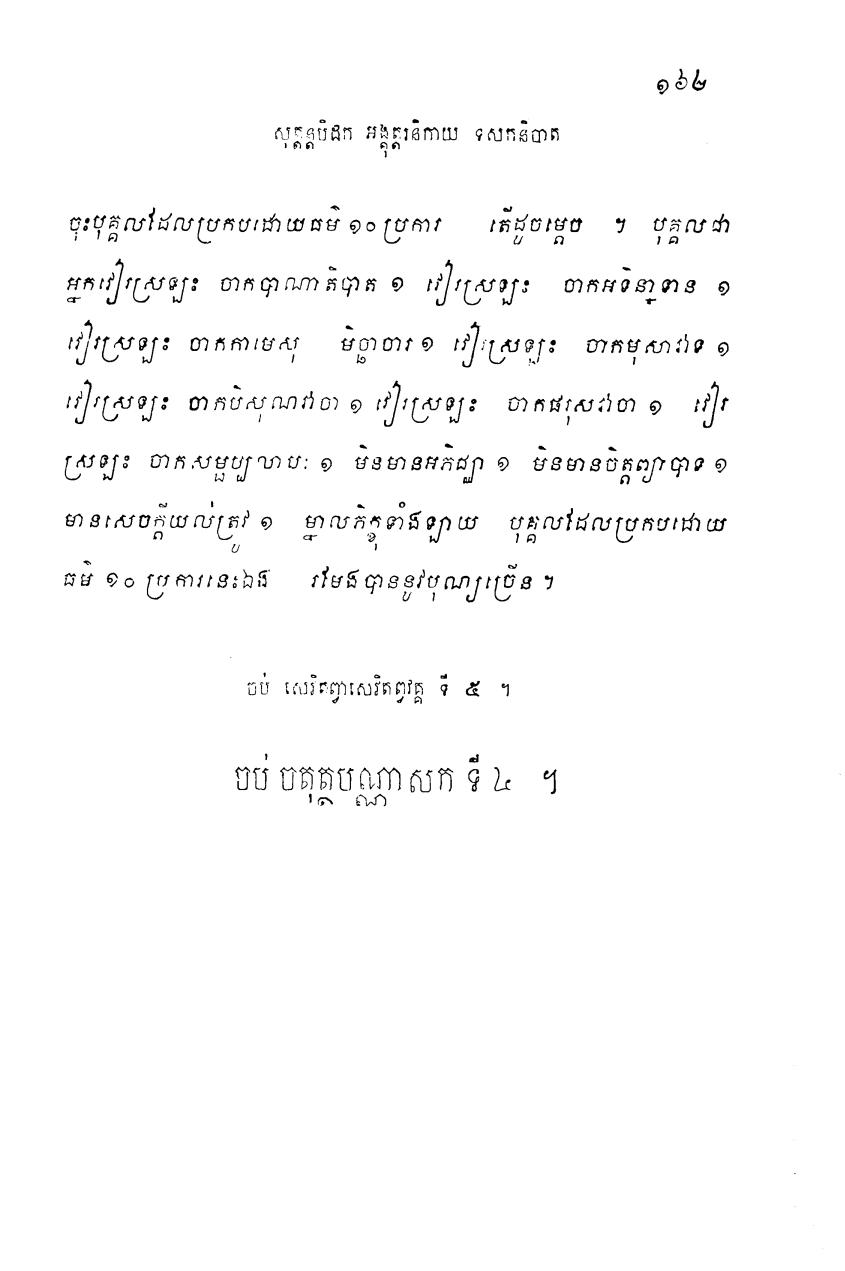 ១៦២
សុត្តន្តបិដក អង្គុត្តរនិកាយ ទសកនិបាត
ចុះបុគ្គលដែលប្រកបដោយធម៌ ១០ ប្រការ តើដូចម្តេច ។ បុគ្គលជា
អ្នកវៀរស្រឡះ ចាកបាណាតិបាត ១ វៀរស្រឡះ ចាកអទិន្នាទាន ១
វៀរស្រឡះ ចាកកាមេសុ មិច្ឆាចារ ១ វៀរស្រឡះ ចាកមុសាវាទ ១
វៀរស្រឡះ ចាកបិសុណវាចា ១ វៀរស្រឡះ ចាកផរុសវាចា ១ វៀរ
ស្រឡះ ចាកសម្ផប្បលាបៈ ១ មិនមានអភិជ្ឈា ១ មិនមានចិត្តព្យាបាទ ១
មានសេចក្តីយល់ត្រូវ ១ ម្នាលភិក្ខុទាំងឡាយ បុគ្គលដែលប្រកបដោយ
ធម៌ ១០ ប្រការនេះឯង រមែងបាននូវបុណ្យច្រើន ។
ចប់ សេវិតព្វាសេវិតព្វវគ្គ ទី ៥ ។
ចប់ ចតុត្ថបណ្ណាសក ទី ៤ ។